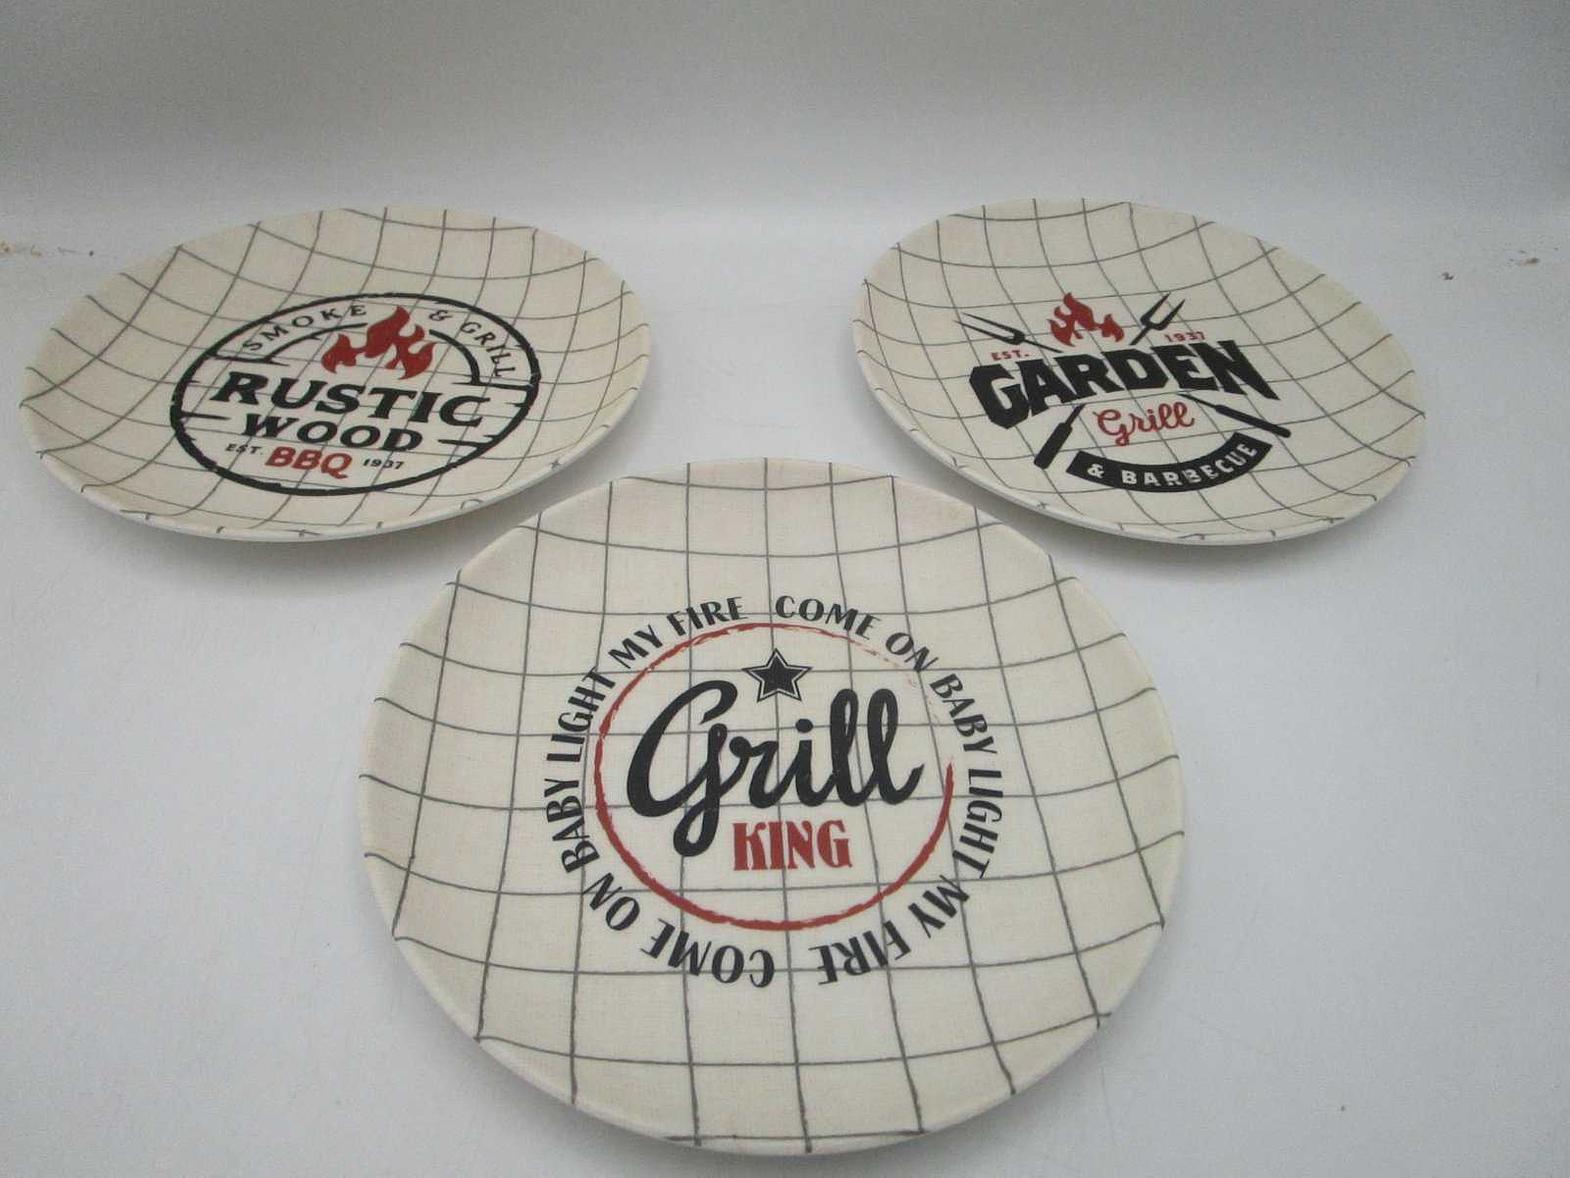 SMOKE & GRILL
RUSTIC
WOOD
EST. BBQ 1937
EST. 1937
GARDEN
Grill
& BARBECUE
COME ON BABY LIGHT MY FIRE COME ON BABY LIGHT MY FIRE
Grill
KING